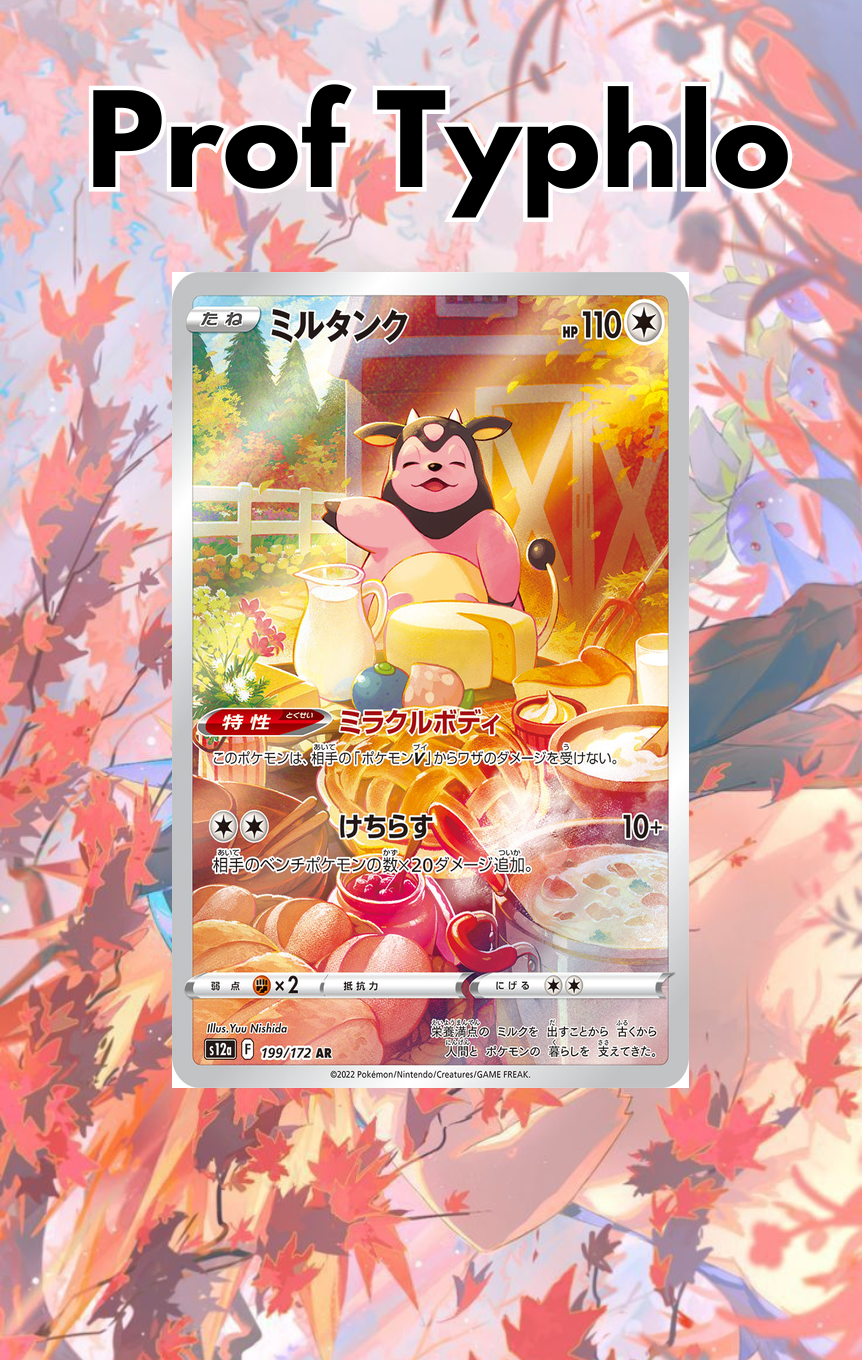 Prof Typhlo
たね ミルタンク HP 110
特性 とくせい ミラクルボディ
このポケモンは、相手の「ポケモンV」からワザのダメージを受けない。
けちらす 10+
相手のベンチポケモンの数×20ダメージ追加。
弱点 ×2 抵抗力 にげる
Illus. Yuu Nishida
栄養満点の ミルクを 出すことから 古くから
人間と ポケモンの 暮らしを 支えてきた。
s12a F 199/172 AR
©2022 Pokémon/Nintendo/Creatures/GAME FREAK.